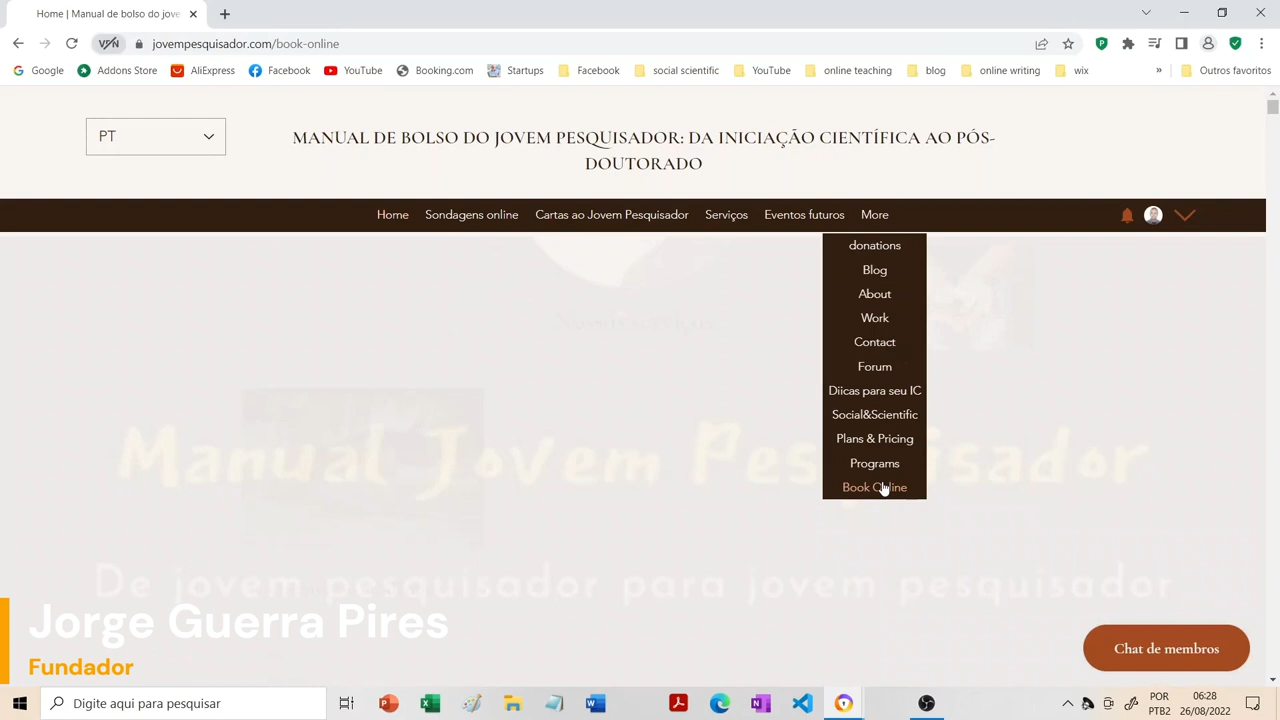 Home | Manual de bolso do jove
jovempesquisador.com/book-online
Google Addons Store AliExpress Facebook YouTube Booking.com Startups Facebook social scientific YouTube online teaching blog online writing wix » Outros favoritos
PT
MANUAL DE BOLSO DO JOVEM PESQUISADOR: DA INICIAÇÃO CIENTÍFICA AO PÓS-
DOUTORADO
Home Sondagens online Cartas ao Jovem Pesquisador Serviços Eventos futuros More
donations
Blog
About
Work
Contact
Forum
Diicas para seu IC
Social&Scientific
Plans & Pricing
Programs
Book Online
Manual Jovem Pesquisador
De jovem pesquisador para jovem pesquisador
Jorge Guerra Pires
Fundador
Chat de membros
Digite aqui para pesquisar
POR 06:28
PTB2 26/08/2022